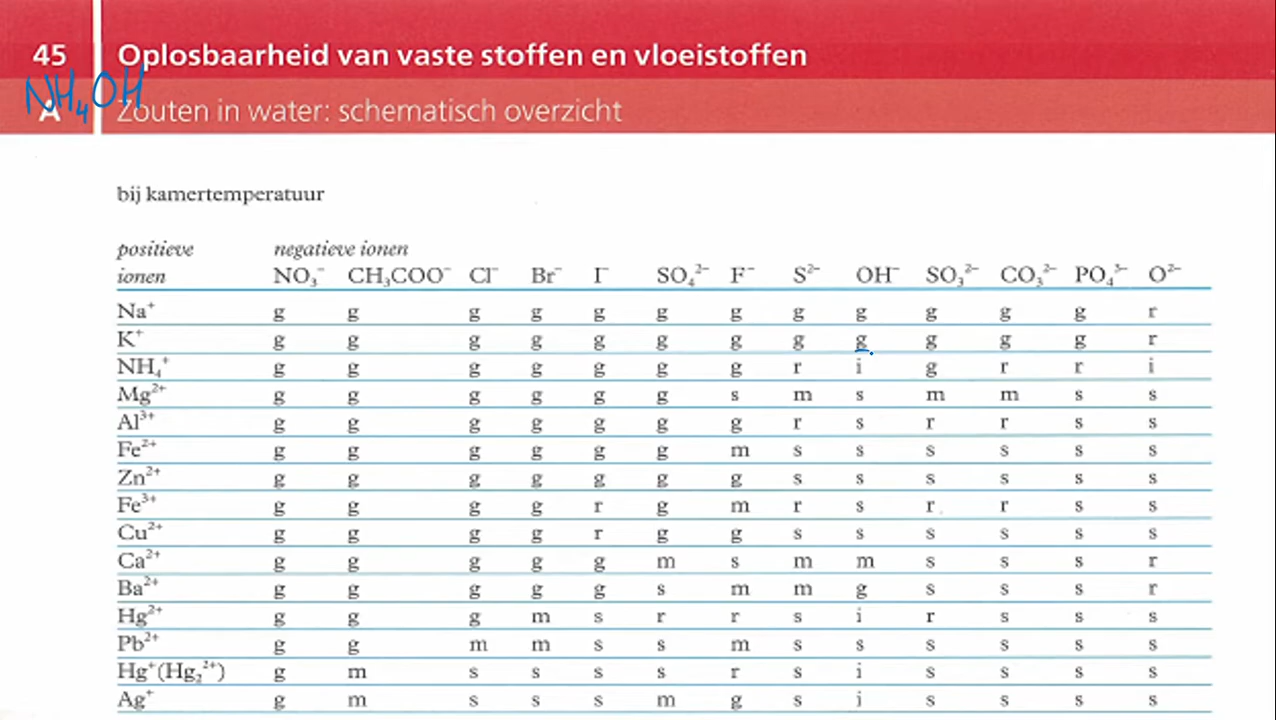 45 Oplosbaarheid van vaste stoffen en vloeistoffen
NH₄OH
A Zouten in water: schematisch overzicht
bij kamertemperatuur
positieve negatieve ionen
ionen NO₃⁻ CH₃COO⁻ Cl⁻ Br⁻ I⁻ SO₄²⁻ F⁻ S²⁻ OH⁻ SO₃²⁻ CO₃²⁻ PO₄³⁻ O²⁻
Na⁺ g g g g g g g g g g g g r
K⁺ g g g g g g g g g g g g r
NH₄⁺ g g g g g g g r i g r r i
Mg²⁺ g g g g g g s m s m m s s
Al³⁺ g g g g g g g r s r r s s
Fe²⁺ g g g g g g m s s s s s s
Zn²⁺ g g g g g g g s s s s s s
Fe³⁺ g g g g r g m r s r r s s
Cu²⁺ g g g g r g g s s s s s s
Ca²⁺ g g g g g m s m m s s s r
Ba²⁺ g g g g g s m m g s s s r
Hg²⁺ g g g m s r r s i r s s s
Pb²⁺ g g m m s s m s s s s s s
Hg⁺(Hg₂²⁺) g m s s s s r s i s s s s
Ag⁺ g m s s s m g s i s s s s